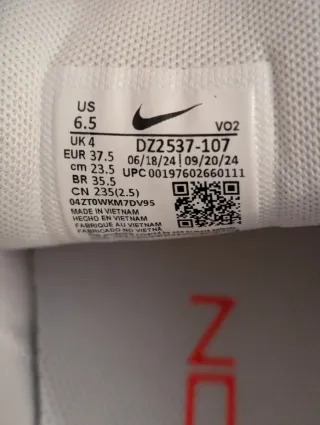 US
6.5
VO2
UK 4
DZ2537-107
EUR 37.5
06/18/24 | 09/20/24
cm 23.5
UPC 00197602660111
BR 35.5
CN 235(2.5)
04ZT0WKM7DV95
MADE IN VIETNAM
HECHO EN VIETNAM
FABRIQUE AU VIETNAM
FABRICADO NO VIETNÃ